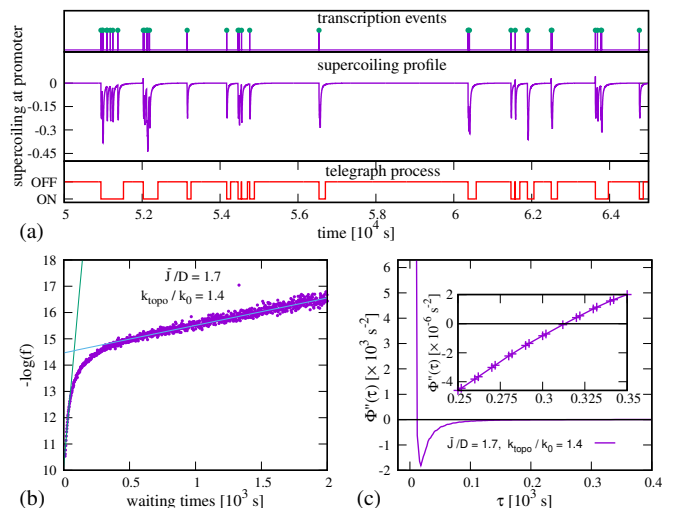 transcription events
supercoiling profile
supercoiling at promoter
0
-0.15
-0.3
-0.45
telegraph process
OFF
ON
5 5.2 5.4 5.6 5.8 6 6.2 6.4
time [10⁴ s]
(a)
18
17
16
15
14
13
12
11
10
-log(f)
J̄/D = 1.7
k_topo / k_0 = 1.4
0 0.5 1 1.5 2
waiting times [10³ s]
(b)
6
5
4
3
2
1
0
-1
-2
Φ''(τ) [× 10³ s⁻²]
2
0
-2
-4
Φ''(τ) [× 10⁻⁶ s⁻²]
0.25 0.275 0.3 0.325 0.35
J̄/D = 1.7, k_topo / k_0 = 1.4
0 0.1 0.2 0.3 0.4
τ [0.10³ s]
(c)